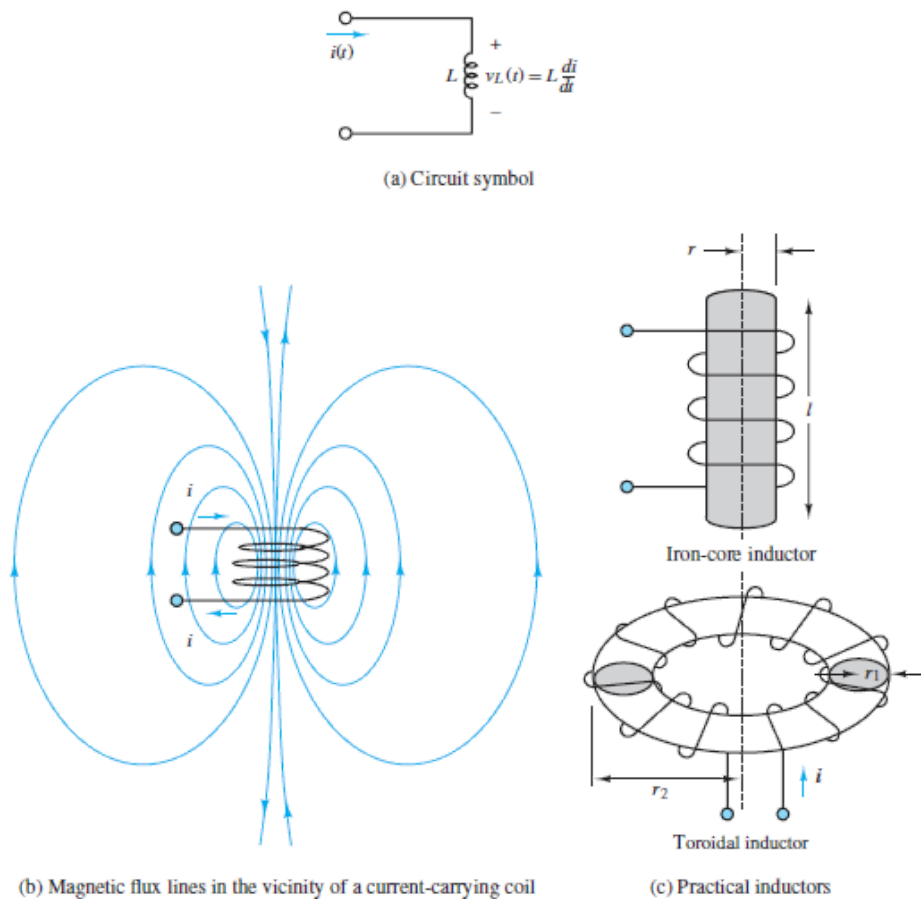 i(t)
+
L
v_L(t) = L di/dt
−
(a) Circuit symbol
r
l
i
i
Iron-core inductor
r1
r2
i
Toroidal inductor
(b) Magnetic flux lines in the vicinity of a current-carrying coil
(c) Practical inductors